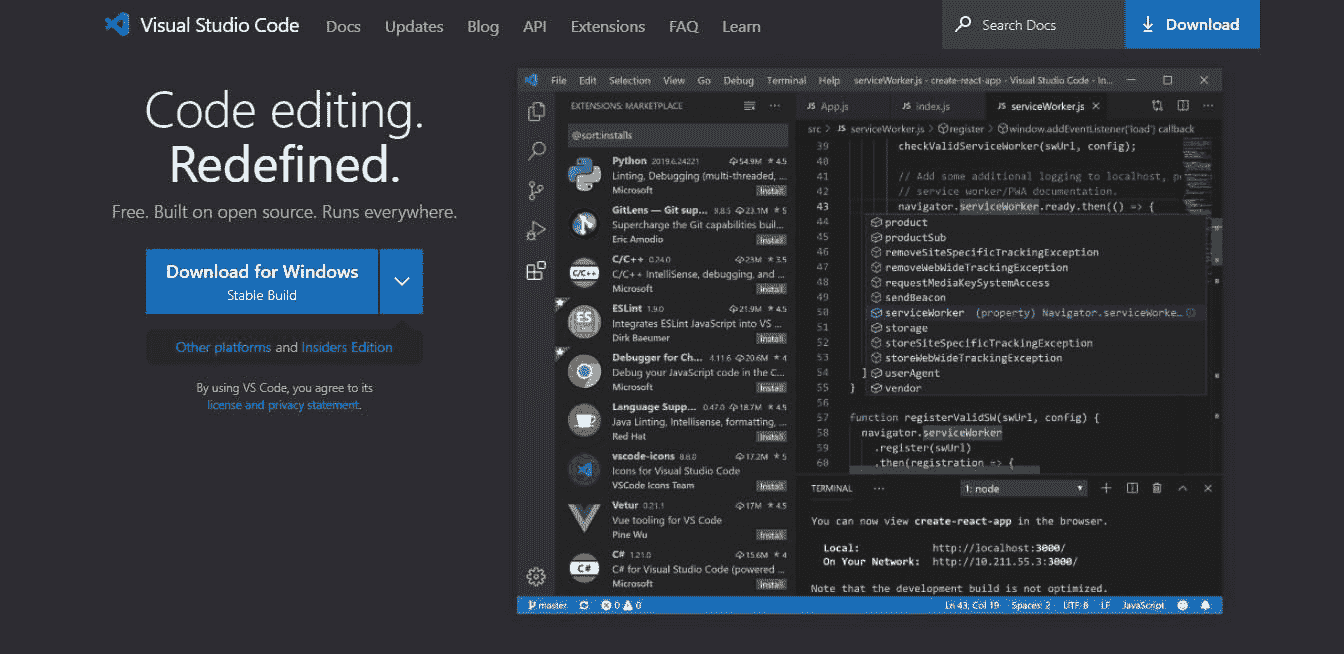 Visual Studio Code Docs Updates Blog API Extensions FAQ Learn Search Docs Download
Code editing.
Redefined.
Free. Built on open source. Runs everywhere.
Download for Windows
Stable Build
Other platforms and Insiders Edition
By using VS Code, you agree to its
license and privacy statement.
File Edit Selection View Go Debug Terminal Help serviceWorker.js - create-react-app - Visual Studio Code - In...
EXTENSIONS: MARKETPLACE
@sort:installs
Python 2019.6.24221 54.9M 4.5
Linting, Debugging (multi-threaded, ...
Microsoft Install
GitLens — Git sup... 9.8.5 23.1M 5
Supercharge the Git capabilities buil...
Eric Amodio Install
C/C++ 0.24.0 23M 3.5
C/C++ IntelliSense, debugging, and ...
Microsoft Install
ESLint 1.9.0 21.9M 4.5
Integrates ESLint JavaScript into VS ...
Dirk Baeumer Install
Debugger for Ch... 4.11.6 20.6M 4
Debug your JavaScript code in the C...
Microsoft Install
Language Supp... 0.47.0 18.7M 4.5
Java Linting, Intellisense, formatting, ...
Red Hat Install
vscode-icons 8.8.0 17.2M 5
Icons for Visual Studio Code
VSCode Icons Team Install
Vetur 0.21.1 17M 4.5
Vue tooling for VS Code
Pine Wu Install
C# 1.21.0 15.6M 4
C# for Visual Studio Code (powered ...
Microsoft Install
JS App.js JS index.js JS serviceWorker.js
src > JS serviceWorker.js > register > window.addEventListener('load') callback
39 checkValidServiceWorker(swUrl, config);
40
41 // Add some additional logging to localhost, p
42 // service worker/PWA documentation.
43 navigator.serviceWorker.ready.then(() => {
44 product
45 productSub
46 removeSiteSpecificTrackingException
47 removeWebWideTrackingException
48 requestMediaKeySystemAccess
49 sendBeacon
50 serviceWorker (property) Navigator.serviceWorke...
51 storage
52 storeSiteSpecificTrackingException
53 storeWebWideTrackingException
54 ] userAgent
55 } vendor
56
57 function registerValidSW(swUrl, config) {
58 navigator.serviceWorker
59 .register(swUrl)
60 .then(registration => {
TERMINAL ... 1: node
You can now view create-react-app in the browser.
Local: http://localhost:3000/
On Your Network: http://10.211.55.3:3000/
Note that the development build is not optimized.
master 0 0 Ln 43, Col 19 Spaces: 2 UTF-8 LF JavaScript